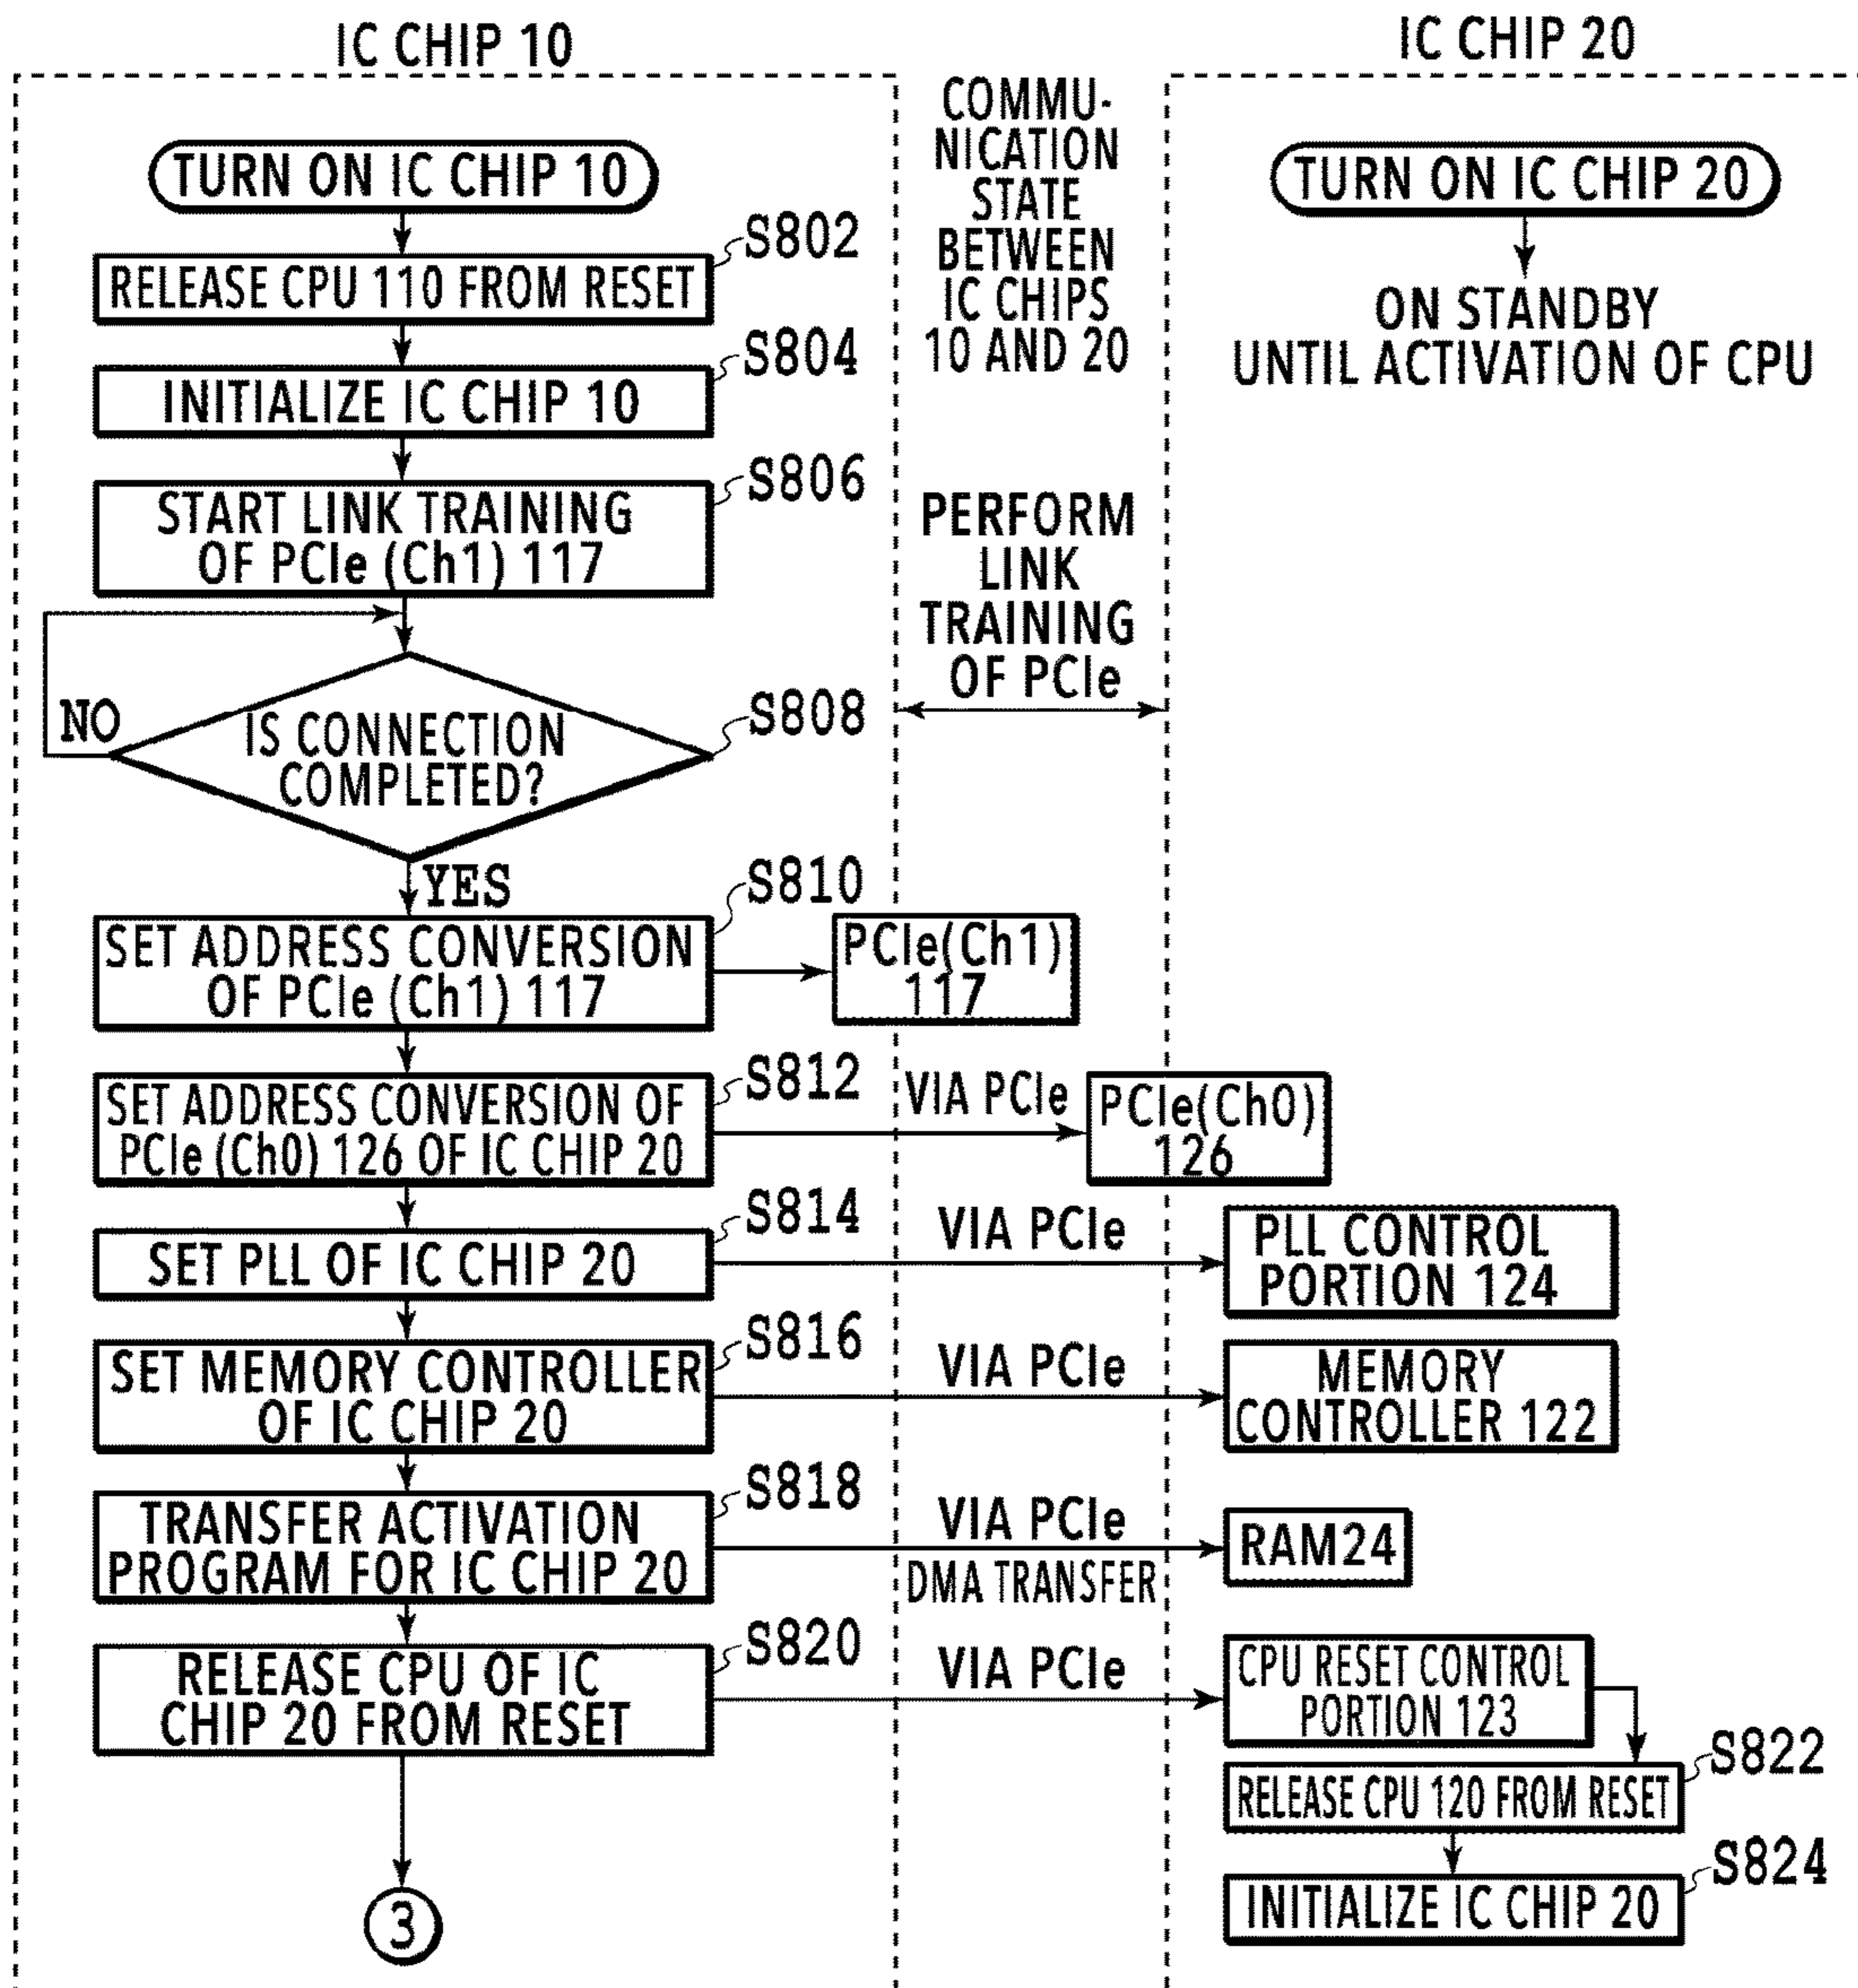 IC CHIP 10
IC CHIP 20
COMMU-
NICATION
STATE
BETWEEN
IC CHIPS
10 AND 20
TURN ON IC CHIP 10
TURN ON IC CHIP 20
S802
RELEASE CPU 110 FROM RESET
ON STANDBY
UNTIL ACTIVATION OF CPU
S804
INITIALIZE IC CHIP 10
S806
START LINK TRAINING
OF PCIe (Ch1) 117
PERFORM
LINK
TRAINING
OF PCIe
NO
S808
IS CONNECTION
COMPLETED?
YES
S810
SET ADDRESS CONVERSION
OF PCIe (Ch1) 117
PCIe(Ch1)
117
S812
SET ADDRESS CONVERSION OF
PCIe (Ch0) 126 OF IC CHIP 20
VIA PCIe
PCIe(Ch0)
126
S814
SET PLL OF IC CHIP 20
VIA PCIe
PLL CONTROL
PORTION 124
S816
SET MEMORY CONTROLLER
OF IC CHIP 20
VIA PCIe
MEMORY
CONTROLLER 122
S818
TRANSFER ACTIVATION
PROGRAM FOR IC CHIP 20
VIA PCIe
DMA TRANSFER
RAM24
S820
RELEASE CPU OF IC
CHIP 20 FROM RESET
VIA PCIe
CPU RESET CONTROL
PORTION 123
S822
RELEASE CPU 120 FROM RESET
S824
INITIALIZE IC CHIP 20
3